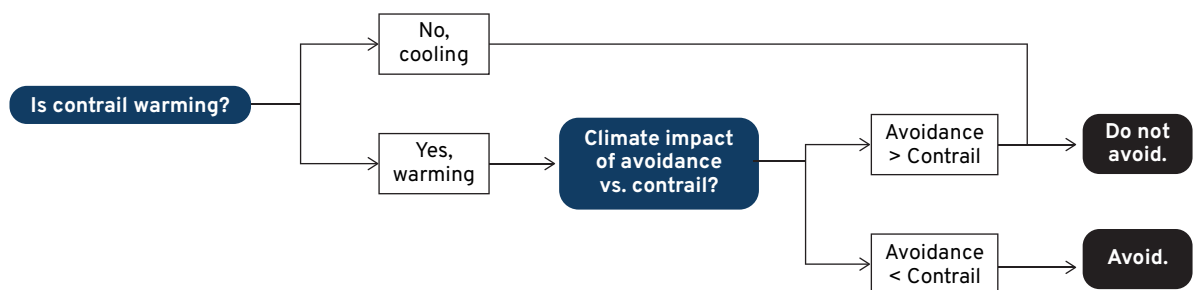 Is contrail warming?
No,
cooling
Yes,
warming
Climate impact
of avoidance
vs. contrail?
Avoidance
> Contrail
Avoidance
< Contrail
Do not
avoid.
Avoid.